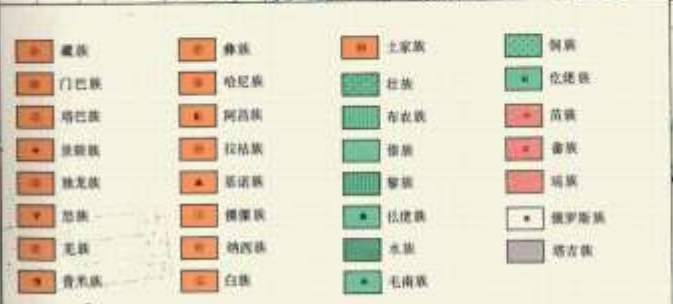 藏族
门巴族
珞巴族
景颇族
独龙族
怒族
羌族
普米族
彝族
哈尼族
阿昌族
拉祜族
基诺族
傈僳族
纳西族
白族
土家族
壮族
布依族
傣族
黎族
仫佬族
水族
毛南族
侗族
仡佬族
苗族
畲族
瑶族
俄罗斯族
塔吉族